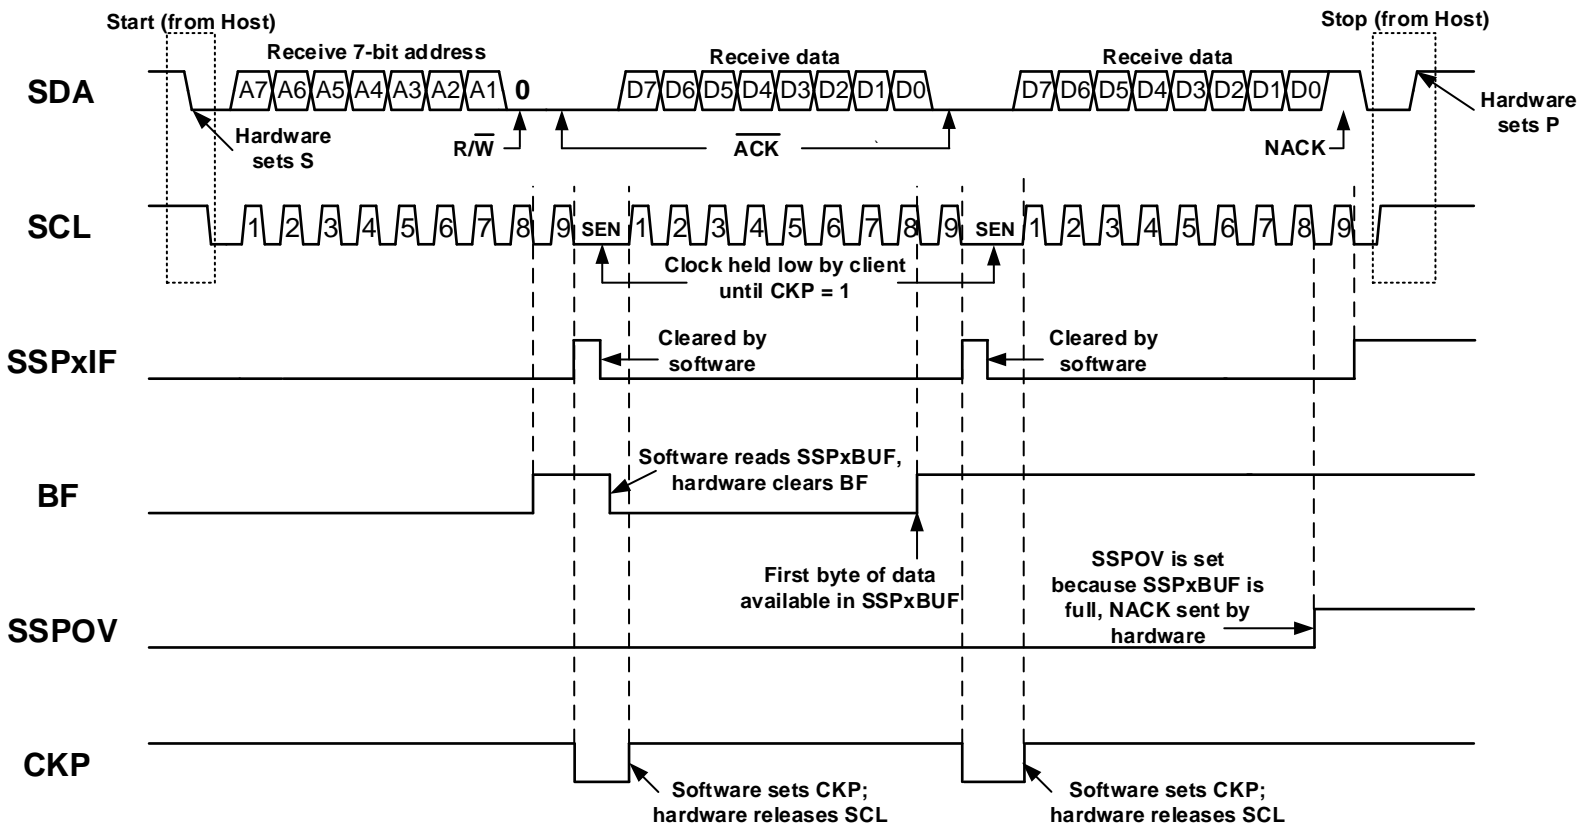 Start (from Host)
Stop (from Host)
Receive 7-bit address
Receive data
Receive data
SDA
A7 A6 A5 A4 A3 A2 A1 0
D7 D6 D5 D4 D3 D2 D1 D0
D7 D6 D5 D4 D3 D2 D1 D0
Hardware
sets S
R/W̅
A̅C̅K̅
NACK
Hardware
sets P
SCL
1 2 3 4 5 6 7 8 9 SEN 1 2 3 4 5 6 7 8 9 SEN 1 2 3 4 5 6 7 8 9
Clock held low by client
until CKP = 1
SSPxIF
Cleared by
software
Cleared by
software
BF
Software reads SSPxBUF,
hardware clears BF
First byte of data
available in SSPxBUF
SSPOV
SSPOV is set
because SSPxBUF is
full, NACK sent by
hardware
CKP
Software sets CKP;
hardware releases SCL
Software sets CKP;
hardware releases SCL